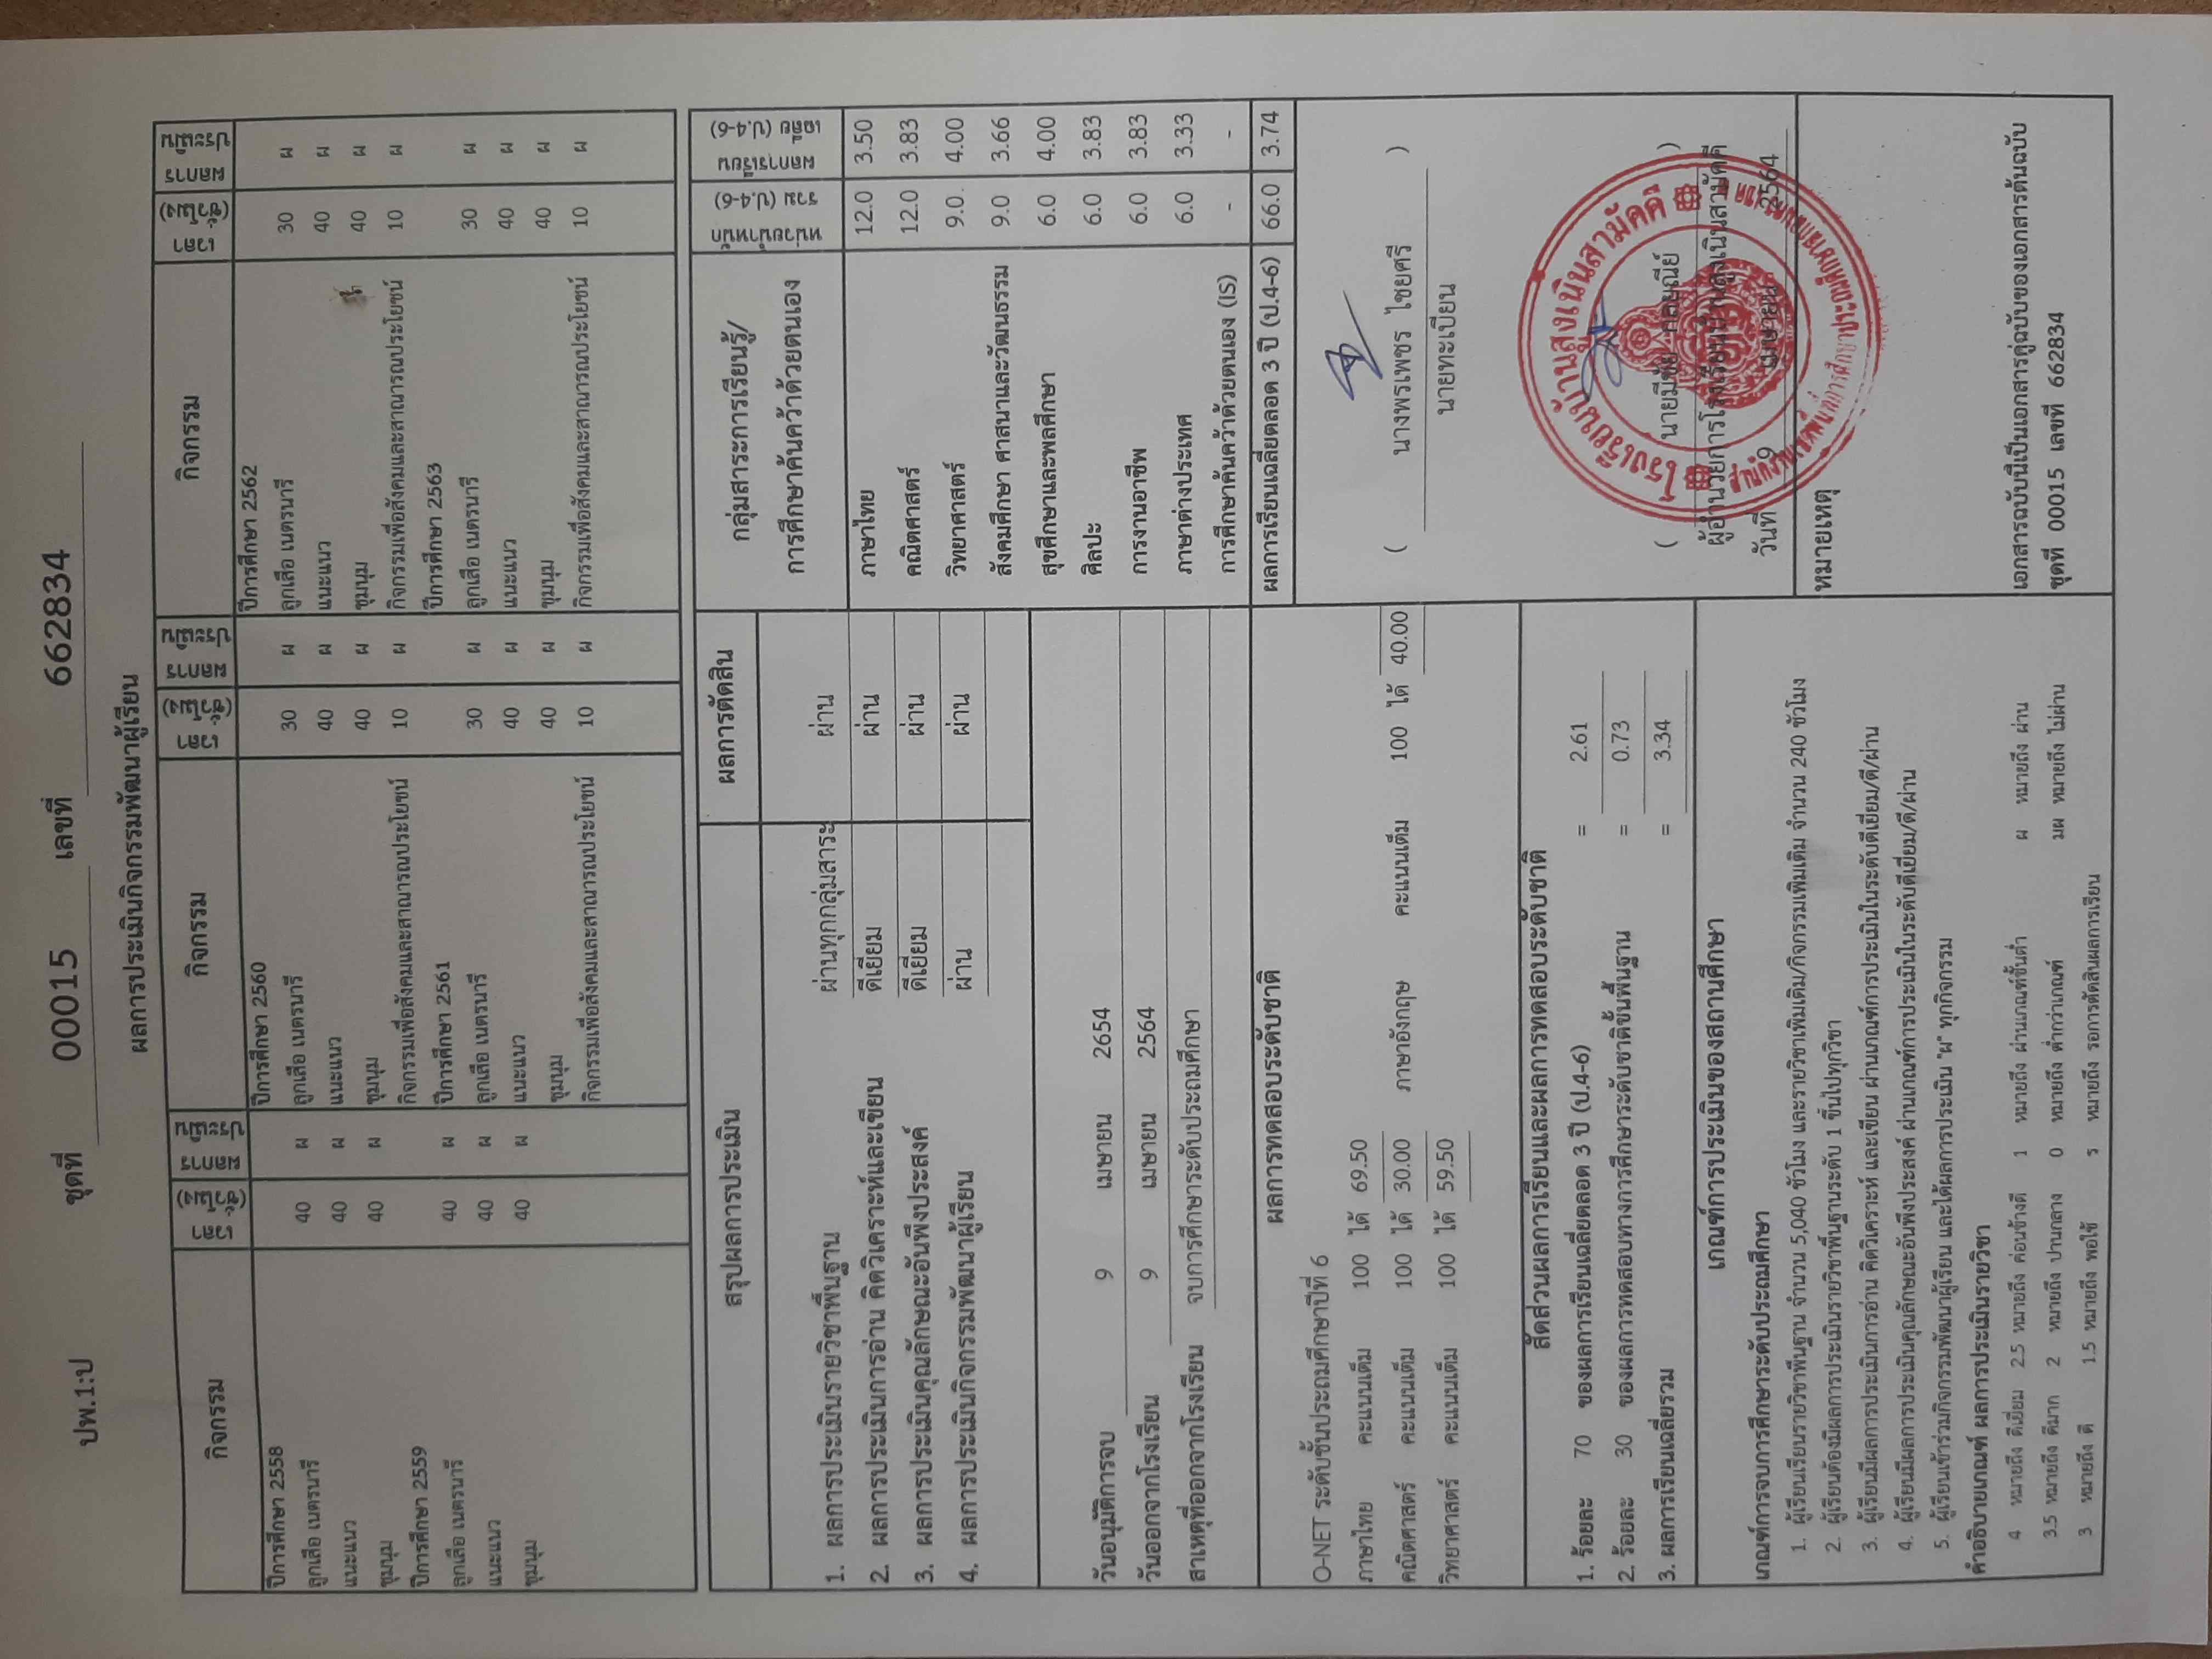 ปพ.1:ป ชุดที่ 00015 เลขที่ 662834
ผลการประเมินกิจกรรมพัฒนาผู้เรียน
กิจกรรม เวลา (ชั่วโมง) ผลการประเมิน กิจกรรม เวลา (ชั่วโมง) ผลการประเมิน กิจกรรม เวลา (ชั่วโมง) ผลการประเมิน
ปีการศึกษา 2558 ปีการศึกษา 2560 ปีการศึกษา 2562
ลูกเสือ เนตรนารี 40 ผ ลูกเสือ เนตรนารี 30 ผ ลูกเสือ เนตรนารี 30 ผ
แนะแนว 40 ผ แนะแนว 40 ผ แนะแนว 40 ผ
ชุมนุม 40 ผ ชุมนุม 40 ผ ชุมนุม 40 ผ
กิจกรรมเพื่อสังคมและสาณารณประโยชน์ 10 ผ กิจกรรมเพื่อสังคมและสาณารณประโยชน์ 10 ผ
ปีการศึกษา 2559 ปีการศึกษา 2561 ปีการศึกษา 2563
ลูกเสือ เนตรนารี 40 ผ ลูกเสือ เนตรนารี 30 ผ ลูกเสือ เนตรนารี 30 ผ
แนะแนว 40 ผ แนะแนว 40 ผ แนะแนว 40 ผ
ชุมนุม 40 ผ ชุมนุม 40 ผ ชุมนุม 40 ผ
กิจกรรมเพื่อสังคมและสาณารณประโยชน์ 10 ผ กิจกรรมเพื่อสังคมและสาณารณประโยชน์ 10 ผ
สรุปผลการประเมิน ผลการตัดสิน
1. ผลการประเมินรายวิชาพื้นฐาน ผ่านทุกกลุ่มสาระ ผ่าน
2. ผลการประเมินการอ่าน คิดวิเคราะห์และเขียน ดีเยี่ยม ผ่าน
3. ผลการประเมินคุณลักษณะอันพึงประสงค์ ดีเยี่ยม ผ่าน
4. ผลการประเมินกิจกรรมพัฒนาผู้เรียน ผ่าน ผ่าน
วันอนุมัติการจบ 9 เมษายน 2654
วันออกจากโรงเรียน 9 เมษายน 2564
สาเหตุที่ออกจากโรงเรียน จบการศึกษาระดับประถมศึกษา
กลุ่มสาระการเรียนรู้/
การศึกษาค้นคว้าด้วยตนเอง
หน่วยน้ำหนัก รวม (ป.4-6)
ผลการเรียน เฉลี่ย (ป.4-6)
ภาษาไทย 12.0 3.50
คณิตศาสตร์ 12.0 3.83
วิทยาศาสตร์ 9.0 4.00
สังคมศึกษา ศาสนาและวัฒนธรรม 9.0 3.66
สุขศึกษาและพลศึกษา 6.0 4.00
ศิลปะ 6.0 3.83
การงานอาชีพ 6.0 3.83
ภาษาต่างประเทศ 6.0 3.33
การศึกษาค้นคว้าด้วยตนเอง (IS) - -
ผลการเรียนเฉลี่ยตลอด 3 ปี (ป.4-6) 66.0 3.74
ผลการทดสอบระดับชาติ
O-NET ระดับชั้นประถมศึกษาปีที่ 6
ภาษาไทย คะแนนเต็ม 100 ได้ 69.50
คณิตศาสตร์ คะแนนเต็ม 100 ได้ 30.00 ภาษาอังกฤษ คะแนนเต็ม 100 ได้ 40.00
วิทยาศาสตร์ คะแนนเต็ม 100 ได้ 59.50
สัดส่วนผลการเรียนและผลการทดสอบระดับชาติ
1. ร้อยละ 70 ของผลการเรียนเฉลี่ยตลอด 3 ปี (ป.4-6) = 2.61
2. ร้อยละ 30 ของผลการทดสอบทางการศึกษาระดับชาติขั้นพื้นฐาน = 0.73
3. ผลการเรียนเฉลี่ยรวม = 3.34
( นางพรเพชร ไชยศรี )
นายทะเบียน
โรงเรียนบ้านสูงเนินสามัคคี
( นายมีชัย )
ผู้อำนวยการโรงเรียนบ้านสูงเนินสามัคคี
วันที่ 9 เมษายน 2564
เกณฑ์การประเมินของสถานศึกษา
เกณฑ์การจบการศึกษาระดับประถมศึกษา
1. ผู้เรียนเรียนรายวิชาพื้นฐาน จำนวน 5,040 ชั่วโมง และรายวิชาเพิ่มเติม/กิจกรรมเพิ่มเติม จำนวน 240 ชั่วโมง
2. ผู้เรียนต้องมีผลการประเมินรายวิชาพื้นฐานระดับ 1 ขึ้นไปทุกวิชา
3. ผู้เรียนมีผลการประเมินการอ่าน คิดวิเคราะห์ และเขียน ผ่านเกณฑ์การประเมินในระดับดีเยี่ยม/ดี/ผ่าน
4. ผู้เรียนมีผลการประเมินคุณลักษณะอันพึงประสงค์ ผ่านเกณฑ์การประเมินในระดับดีเยี่ยม/ดี/ผ่าน
5. ผู้เรียนเข้าร่วมกิจกรรมพัฒนาผู้เรียน และได้ผลการประเมิน "ผ" ทุกกิจกรรม
คำอธิบายเกณฑ์ ผลการประเมินรายวิชา
4 หมายถึง ดีเยี่ยม 2.5 หมายถึง ค่อนข้างดี 1 หมายถึง ผ่านเกณฑ์ขั้นต่ำ ผ หมายถึง ผ่าน
3.5 หมายถึง ดีมาก 2 หมายถึง ปานกลาง 0 หมายถึง ต่ำกว่าเกณฑ์ มผ หมายถึง ไม่ผ่าน
3 หมายถึง ดี 1.5 หมายถึง พอใช้ ร หมายถึง รอการตัดสินผลการเรียน
หมายเหตุ
เอกสารฉบับนี้เป็นเอกสารคู่ฉบับของเอกสารต้นฉบับ
ชุดที่ 00015 เลขที่ 662834